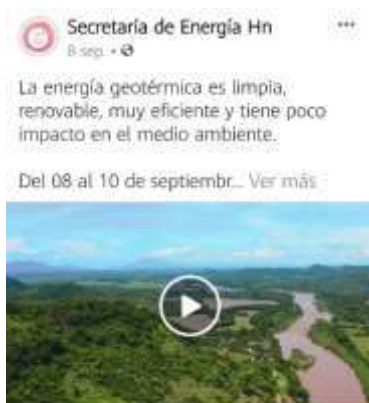 Secretaría de Energía Hn
8 sep. •
La energía geotérmica es limpia,
renovable, muy eficiente y tiene poco
impacto en el medio ambiente.
Del 08 al 10 de septiembr... Ver más